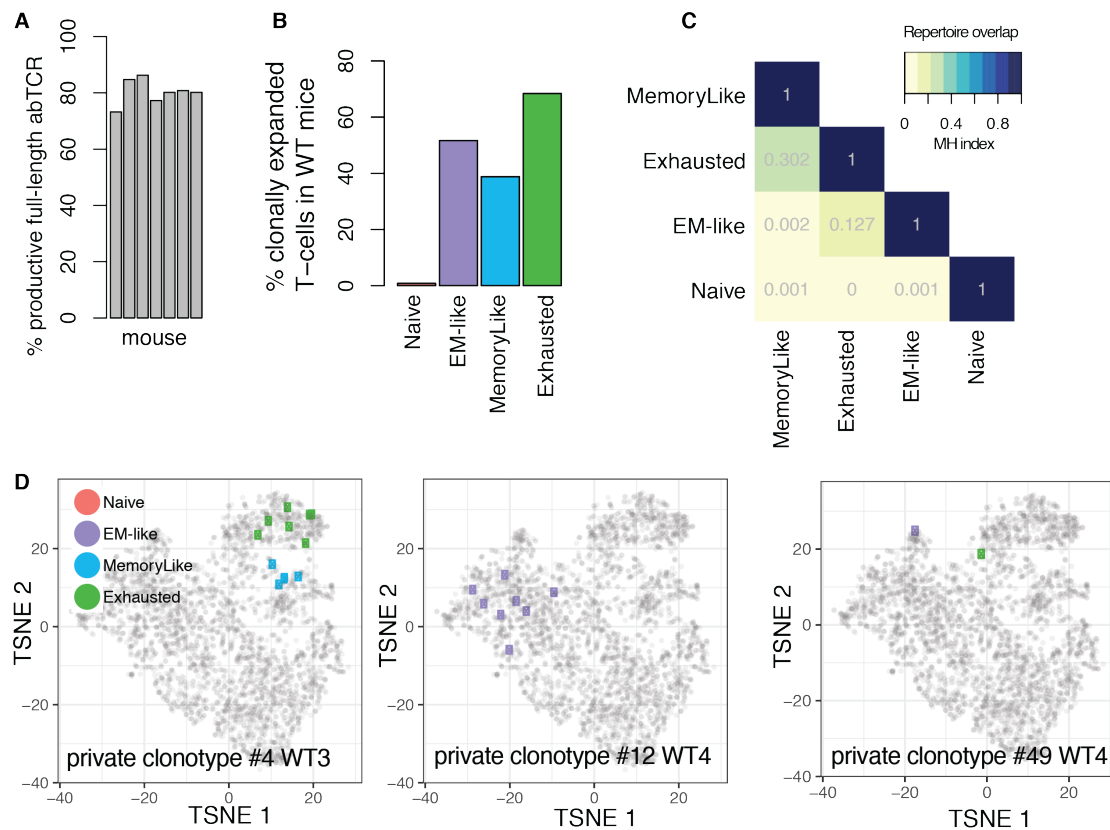 A
% productive full-length abTCR
100
80
60
40
20
0
mouse
B
% clonally expanded
T-cells in WT mice
80
60
40
20
0
Naive
EM-like
MemoryLike
Exhausted
C
Repertoire overlap
0 0.4 0.8
MH index
MemoryLike 1
Exhausted 0.302 1
EM-like 0.002 0.127 1
Naive 0.001 0 0.001 1
MemoryLike
Exhausted
EM-like
Naive
D
Naive
EM-like
MemoryLike
Exhausted
TSNE 2
20
0
−20
−40
private clonotype #4 WT3
−40 −20 0 20
TSNE 1
TSNE 2
20
0
−20
−40
private clonotype #12 WT4
−40 −20 0 20
TSNE 1
TSNE 2
20
0
−20
−40
private clonotype #49 WT4
−40 −20 0 20
TSNE 1